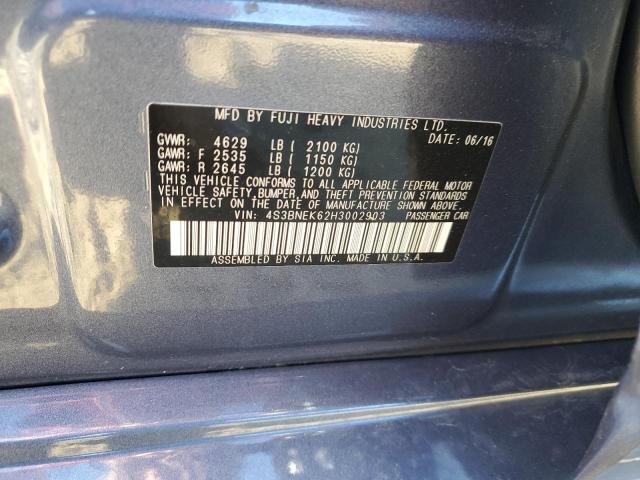 MFD BY FUJI HEAVY INDUSTRIES LTD.
GVWR: 4629 LB ( 2100 KG) DATE: 06/16
GAWR: F 2535 LB ( 1150 KG)
GAWR: R 2645 LB ( 1200 KG)
THIS VEHICLE CONFORMS TO ALL APPLICABLE FEDERAL MOTOR
VEHICLE SAFETY, BUMPER, AND THEFT PREVENTION STANDARDS
IN EFFECT ON THE DATE OF MANUFACTURE SHOWN ABOVE.
VIN: 4S3BNEK62H3002903 PASSENGER CAR
ASSEMBLED BY SIA INC. MADE IN U.S.A.